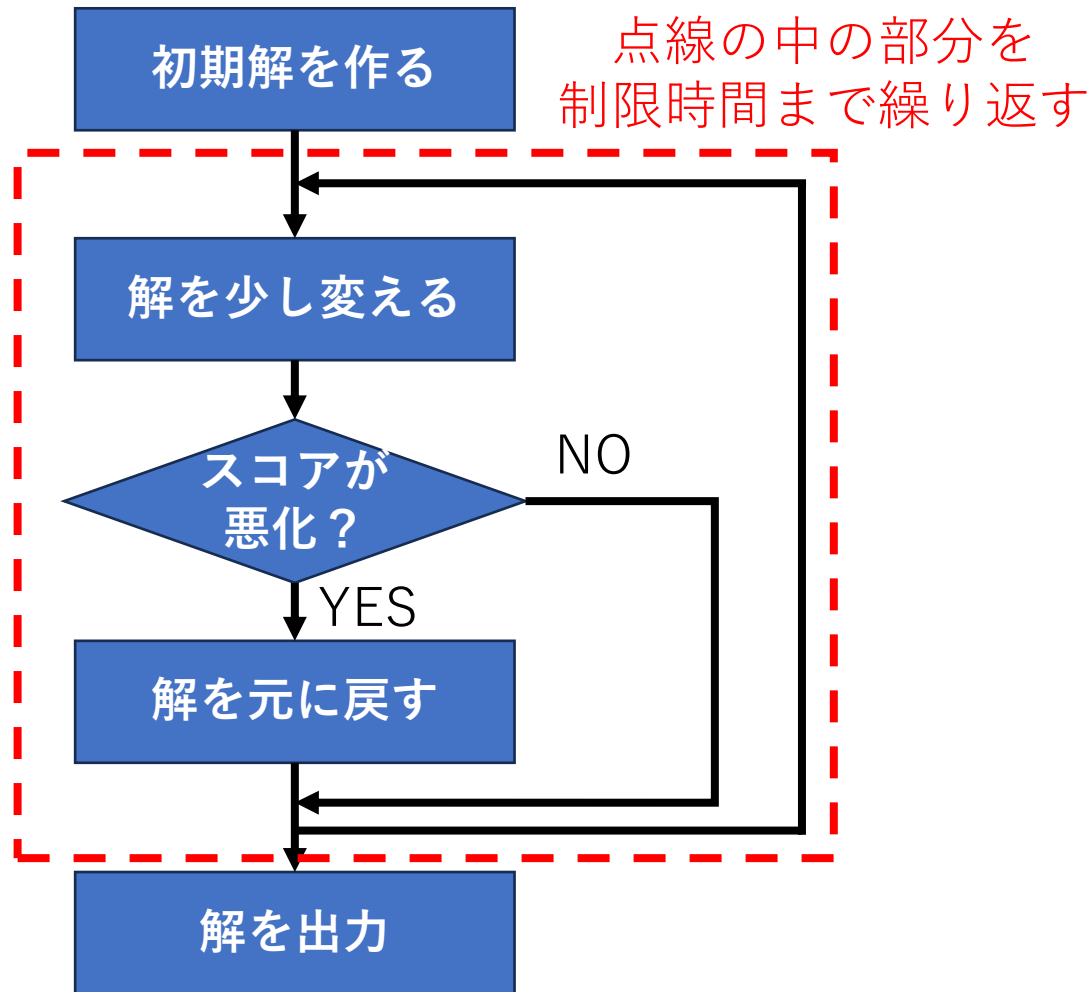 初期解を作る
点線の中の部分を
制限時間まで繰り返す
解を少し変える
スコアが
悪化？
NO
YES
解を元に戻す
解を出力